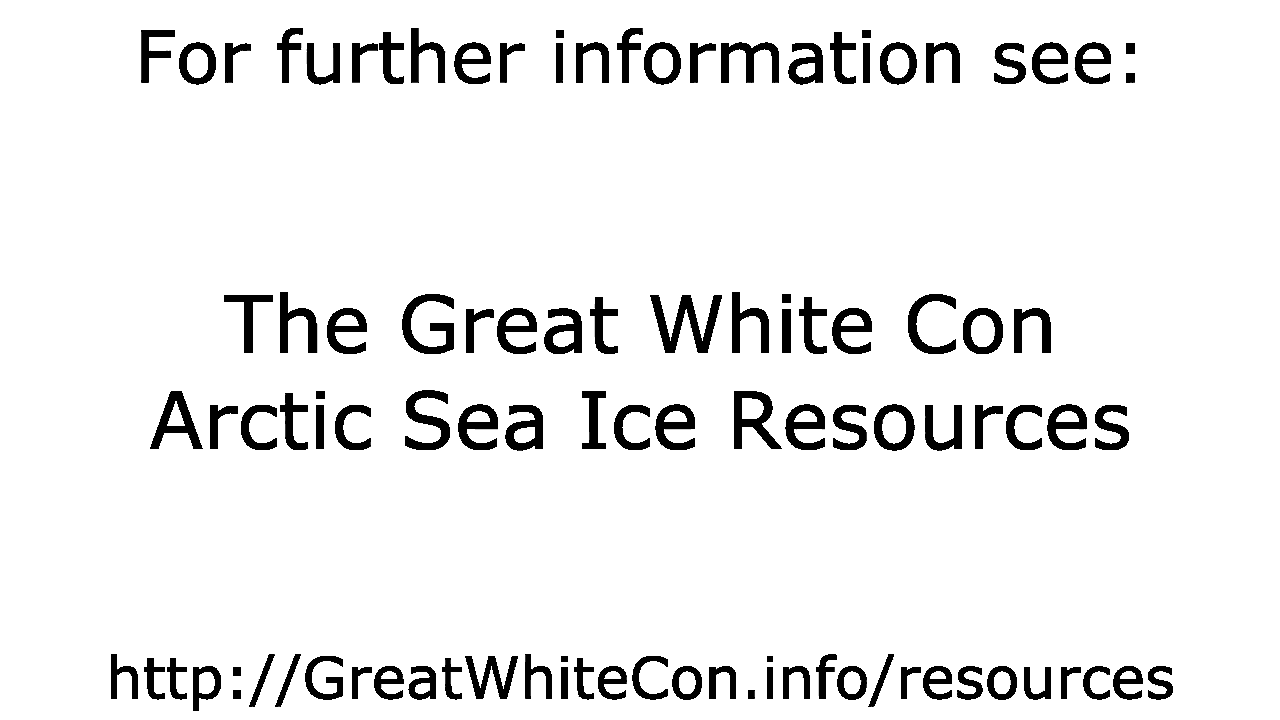 For further information see:
The Great White Con
Arctic Sea Ice Resources
http://GreatWhiteCon.info/resources